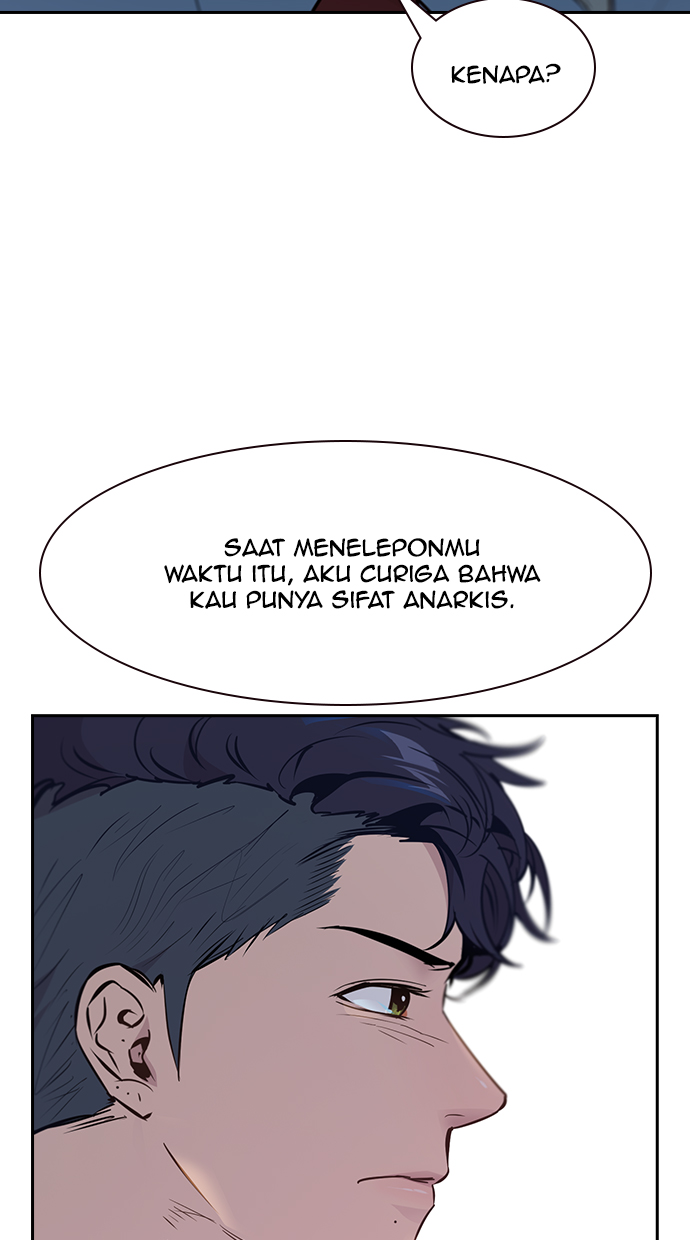 KENAPA?
SAAT MENELEPONMU
WAKTU ITU, AKU CURIGA BAHWA
KAU PUNYA SIFAT ANARKIS.